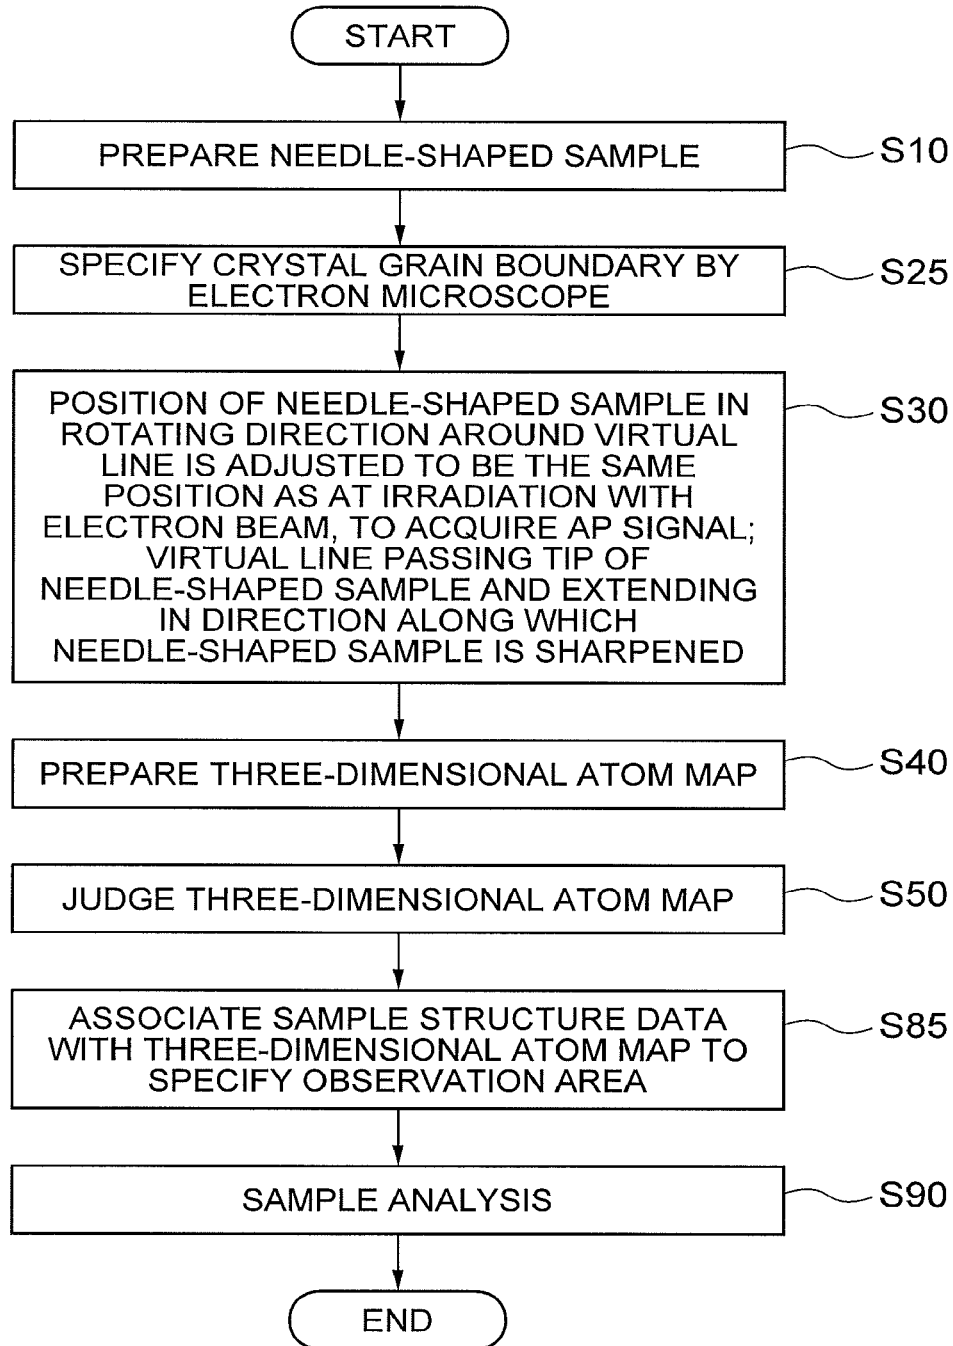 START
PREPARE NEEDLE-SHAPED SAMPLE
S10
SPECIFY CRYSTAL GRAIN BOUNDARY BY
ELECTRON MICROSCOPE
S25
POSITION OF NEEDLE-SHAPED SAMPLE IN
ROTATING DIRECTION AROUND VIRTUAL
LINE IS ADJUSTED TO BE THE SAME
POSITION AS AT IRRADIATION WITH
ELECTRON BEAM, TO ACQUIRE AP SIGNAL;
VIRTUAL LINE PASSING TIP OF
NEEDLE-SHAPED SAMPLE AND EXTENDING
IN DIRECTION ALONG WHICH
NEEDLE-SHAPED SAMPLE IS SHARPENED
S30
PREPARE THREE-DIMENSIONAL ATOM MAP
S40
JUDGE THREE-DIMENSIONAL ATOM MAP
S50
ASSOCIATE SAMPLE STRUCTURE DATA
WITH THREE-DIMENSIONAL ATOM MAP TO
SPECIFY OBSERVATION AREA
S85
SAMPLE ANALYSIS
S90
END